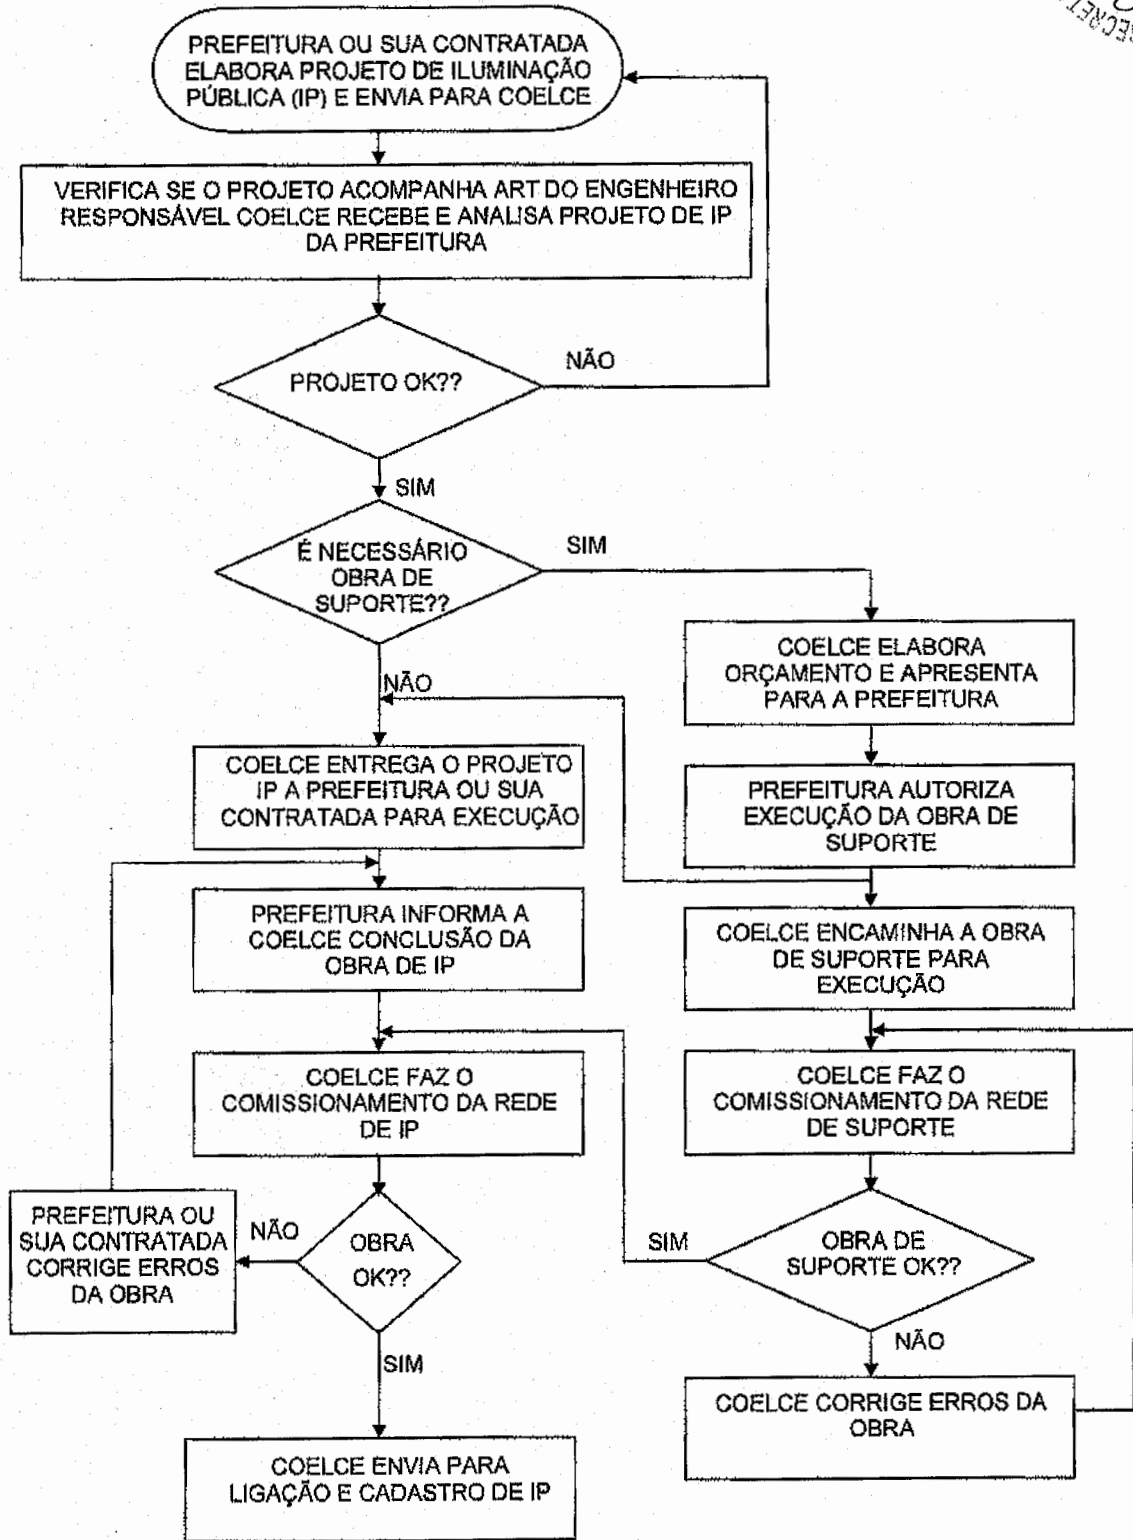 PREFEITURA OU SUA CONTRATADA
ELABORA PROJETO DE ILUMINAÇÃO
PÚBLICA (IP) E ENVIA PARA COELCE
VERIFICA SE O PROJETO ACOMPANHA ART DO ENGENHEIRO
RESPONSÁVEL COELCE RECEBE E ANALISA PROJETO DE IP
DA PREFEITURA
PROJETO OK??
NÃO
SIM
É NECESSÁRIO
OBRA DE
SUPORTE??
SIM
NÃO
COELCE ELABORA
ORÇAMENTO E APRESENTA
PARA A PREFEITURA
COELCE ENTREGA O PROJETO
IP A PREFEITURA OU SUA
CONTRATADA PARA EXECUÇÃO
PREFEITURA AUTORIZA
EXECUÇÃO DA OBRA DE
SUPORTE
PREFEITURA INFORMA A
COELCE CONCLUSÃO DA
OBRA DE IP
COELCE ENCAMINHA A OBRA
DE SUPORTE PARA
EXECUÇÃO
COELCE FAZ O
COMISSIONAMENTO DA REDE
DE IP
COELCE FAZ O
COMISSIONAMENTO DA REDE
DE SUPORTE
PREFEITURA OU
SUA CONTRATADA
CORRIGE ERROS
DA OBRA
NÃO
OBRA
OK??
SIM
SIM
OBRA DE
SUPORTE OK??
NÃO
COELCE CORRIGE ERROS DA
OBRA
COELCE ENVIA PARA
LIGAÇÃO E CADASTRO DE IP